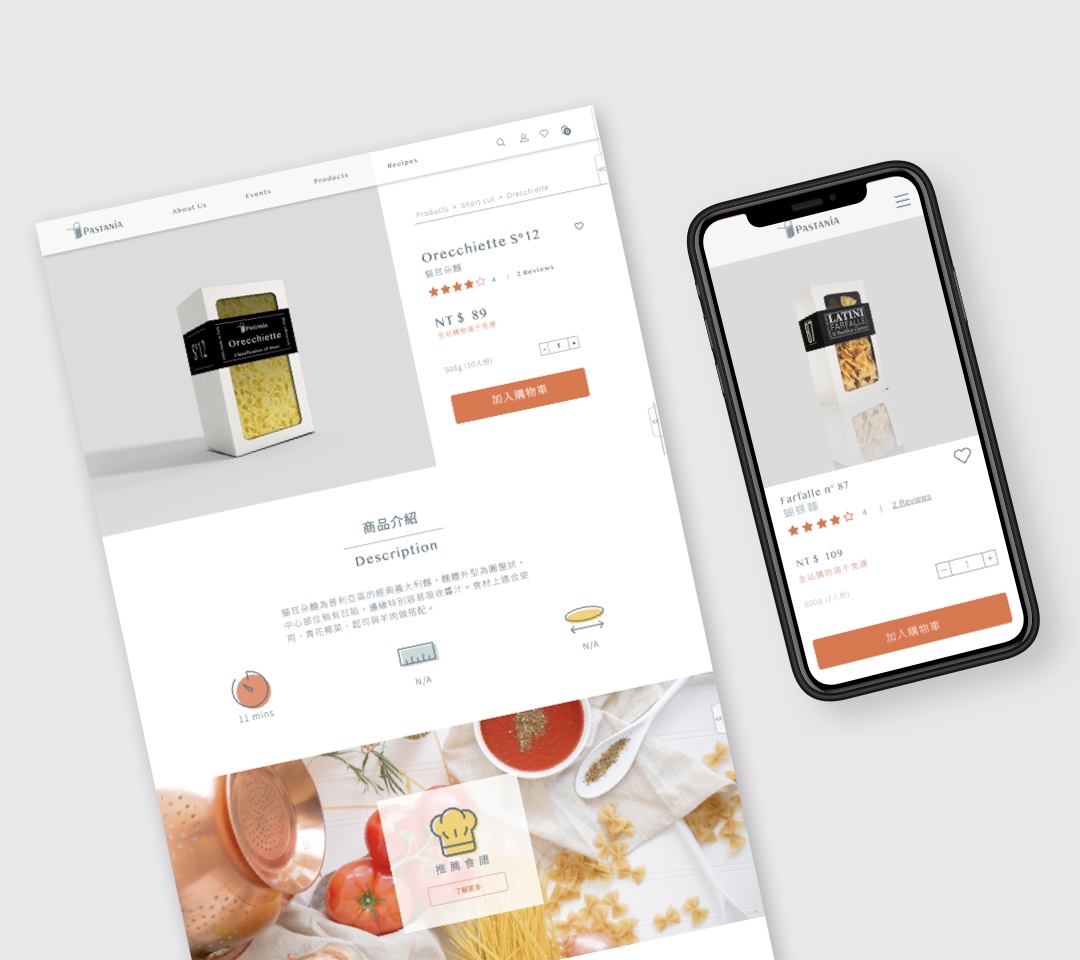 PASTANIA
About Us
Events
Products
Recipes
0
Products > Short cut > Orecchiette
Orecchiette S°12
貓耳朵麵
4 | 2 Reviews
NT$ 89
全站購物滿千免運
500g (10人份)
- 1 +
加入購物車
S°12
PASTANIA
Orecchiette
商品介紹
Description
貓耳朵麵為普利亞區的經典義大利麵，麵體外型為圓盤狀，
中心部位稍有凹陷，邊緣特別容易吸收醬汁。食材上適合使
用、青花椰菜、起司與羊肉做搭配。
11 mins
N/A
N/A
推薦食譜
了解更多
PASTANIA
87
LATINI
FARFALLE
Farfalle n° 87
蝴蝶麵
4 | 2 Reviews
NT$ 109
全站購物滿千免運
500g (7人份)
- 1 +
加入購物車